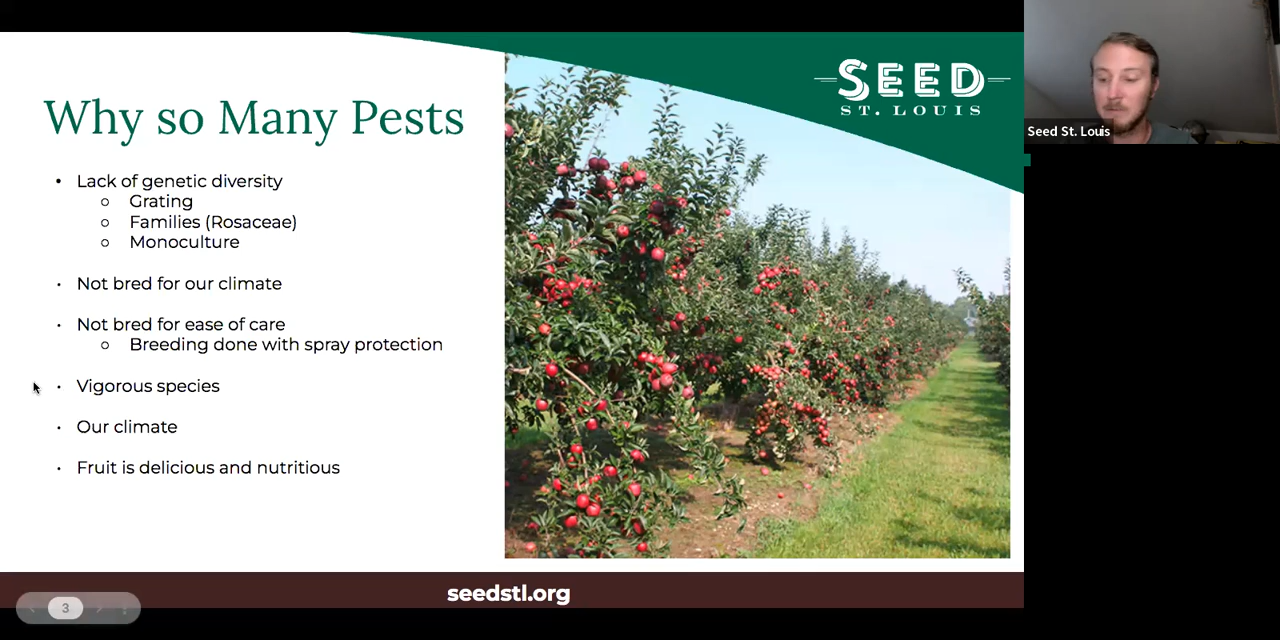 Why so Many Pests
• Lack of genetic diversity
○ Grating
○ Families (Rosaceae)
○ Monoculture
• Not bred for our climate
• Not bred for ease of care
○ Breeding done with spray protection
• Vigorous species
• Our climate
• Fruit is delicious and nutritious
SEED
ST. LOUIS
Seed St. Louis
seedstl.org
3